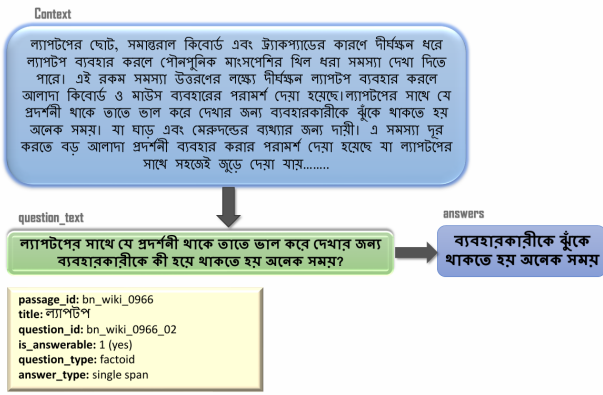 Context
ল্যাপটপের ছোট, সমান্তরাল কিবোর্ড এবং ট্র্যাকপ্যাডের কারণে দীর্ঘক্ষন ধরে
ল্যাপটপ ব্যবহার করলে পৌনপুনিক মাংসপেশির খিল ধরা সমস্যা দেখা দিতে
পারে। এই রকম সমস্যা উত্তরণের লক্ষ্যে দীর্ঘক্ষন ল্যাপটপ ব্যবহার করলে
আলাদা কিবোর্ড ও মাউস ব্যবহারের পরামর্শ দেয়া হয়েছে।ল্যাপটপের সাথে যে
প্রদর্শনী থাকে তাতে ভাল করে দেখার জন্য ব্যবহারকারীকে ঝুঁকে থাকতে হয়
অনেক সময়। যা ঘাড় এবং মেরুদন্ডের ব্যথ্যার জন্য দায়ী। এ সমস্যা দূর
করতে বড় আলাদা প্রদর্শনী ব্যবহার করার পরামর্শ দেয়া হয়েছে যা ল্যাপটপের
সাথে সহজেই জুড়ে দেয়া যায়........
question_text
ল্যাপটপের সাথে যে প্রদর্শনী থাকে তাতে ভাল করে দেখার জন্য
ব্যবহারকারীকে কী হয়ে থাকতে হয় অনেক সময়?
answers
ব্যবহারকারীকে ঝুঁকে
থাকতে হয় অনেক সময়
passage_id: bn_wiki_0966
title: ল্যাপটপ
question_id: bn_wiki_0966_02
is_answerable: 1 (yes)
question_type: factoid
answer_type: single span